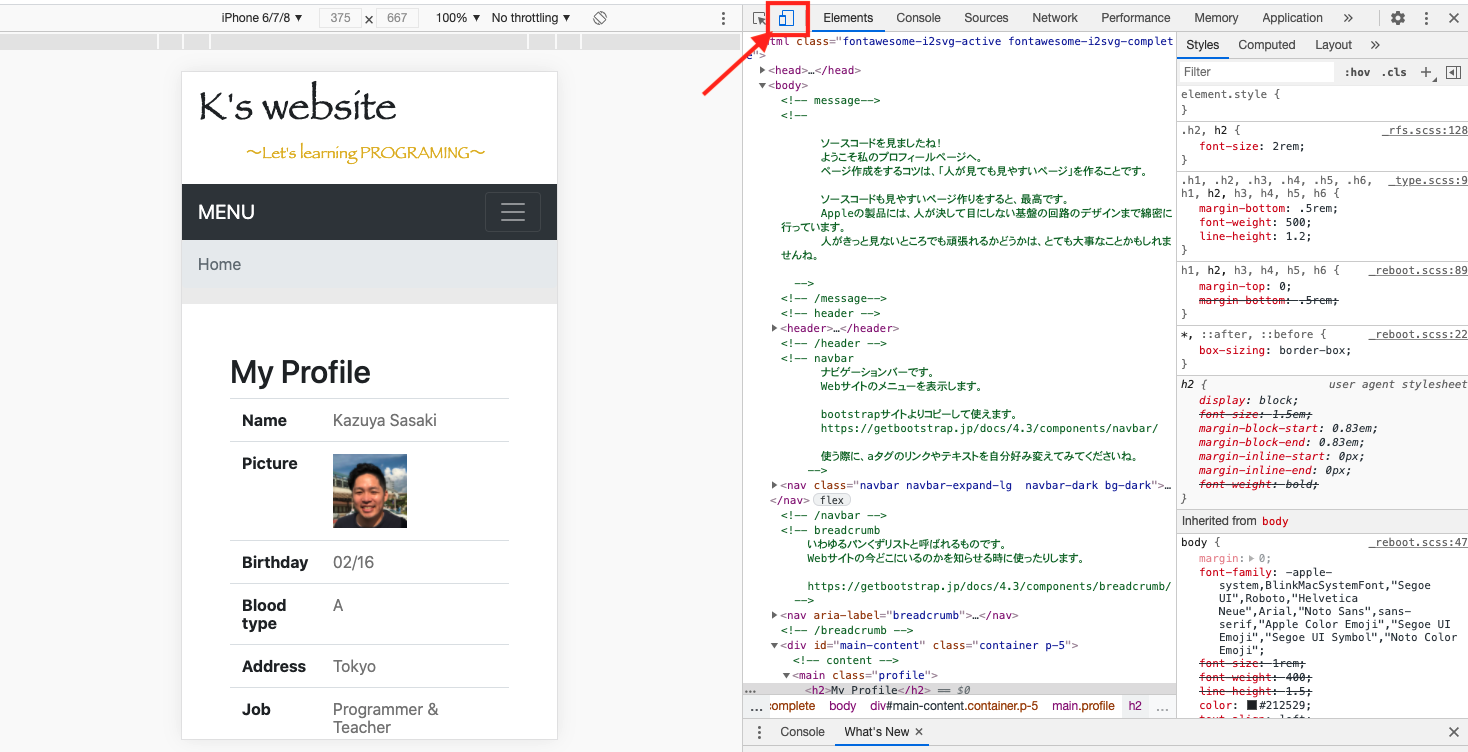 iPhone 6/7/8 ▼ 375 × 667 100% ▼ No throttling ▼
K's website
〜Let's learning PROGRAMING〜
MENU
Home
My Profile
Name Kazuya Sasaki
Picture
Birthday 02/16
Blood type A
Address Tokyo
Job Programmer &
Teacher
Elements Console Sources Network Performance Memory Application »
html class="fontawesome-i2svg-active fontawesome-i2svg-complet
e">
▶<head>…</head>
▼<body>
<!-- message-->
<!--
ソースコードを見ましたね！
ようこそ私のプロフィールページへ。
ページ作成をするコツは、「人が見ても見やすいページ」を作ることです。
ソースコードも見やすいページ作りをすると、最高です。
Appleの製品には、人が決して目にしない基盤の回路のデザインまで綿密に
行っています。
人がきっと見ないところでも頑張れるかどうかは、とても大事なことかもしれま
せんね。
-->
<!-- /message-->
<!-- header -->
▶<header>…</header>
<!-- /header -->
<!-- navbar
ナビゲーションバーです。
Webサイトのメニューを表示します。
bootstrapサイトよりコピーして使えます。
https://getbootstrap.jp/docs/4.3/components/navbar/
使う際に、aタグのリンクやテキストを自分好み変えてみてくださいね。
-->
▶<nav class="navbar navbar-expand-lg  navbar-dark bg-dark">…
</nav> flex
<!-- /navbar -->
<!-- breadcrumb
いわゆるパンくずリストと呼ばれるものです。
Webサイトの今どこにいるのかを知らせる時に使ったりします。
https://getbootstrap.jp/docs/4.3/components/breadcrumb/
-->
▶<nav aria-label="breadcrumb">…</nav>
<!-- /breadcrumb -->
▼<div id="main-content" class="container p-5">
<!-- content -->
▼<main class="profile">
… <h2>My Profile</h2> == $0
… complete body div#main-content.container.p-5 main.profile h2 …
Console What's New ×
Styles Computed Layout »
Filter :hov .cls +
element.style {
}
.h2, h2 { _rfs.scss:128
font-size: 2rem;
}
.h1, .h2, .h3, .h4, .h5, .h6, _type.scss:9
h1, h2, h3, h4, h5, h6 {
margin-bottom: .5rem;
font-weight: 500;
line-height: 1.2;
}
h1, h2, h3, h4, h5, h6 { _reboot.scss:89
margin-top: 0;
margin-bottom: .5rem;
}
*, ::after, ::before { _reboot.scss:22
box-sizing: border-box;
}
h2 { user agent stylesheet
display: block;
font-size: 1.5em;
margin-block-start: 0.83em;
margin-block-end: 0.83em;
margin-inline-start: 0px;
margin-inline-end: 0px;
font-weight: bold;
}
Inherited from body
body { _reboot.scss:47
margin:▶ 0;
font-family: -apple-
system,BlinkMacSystemFont,"Segoe
UI",Roboto,"Helvetica
Neue",Arial,"Noto Sans",sans-
serif,"Apple Color Emoji","Segoe UI
Emoji","Segoe UI Symbol","Noto Color
Emoji";
font-size: 1rem;
font-weight: 400;
line-height: 1.5;
color: #212529;
text-align: left;